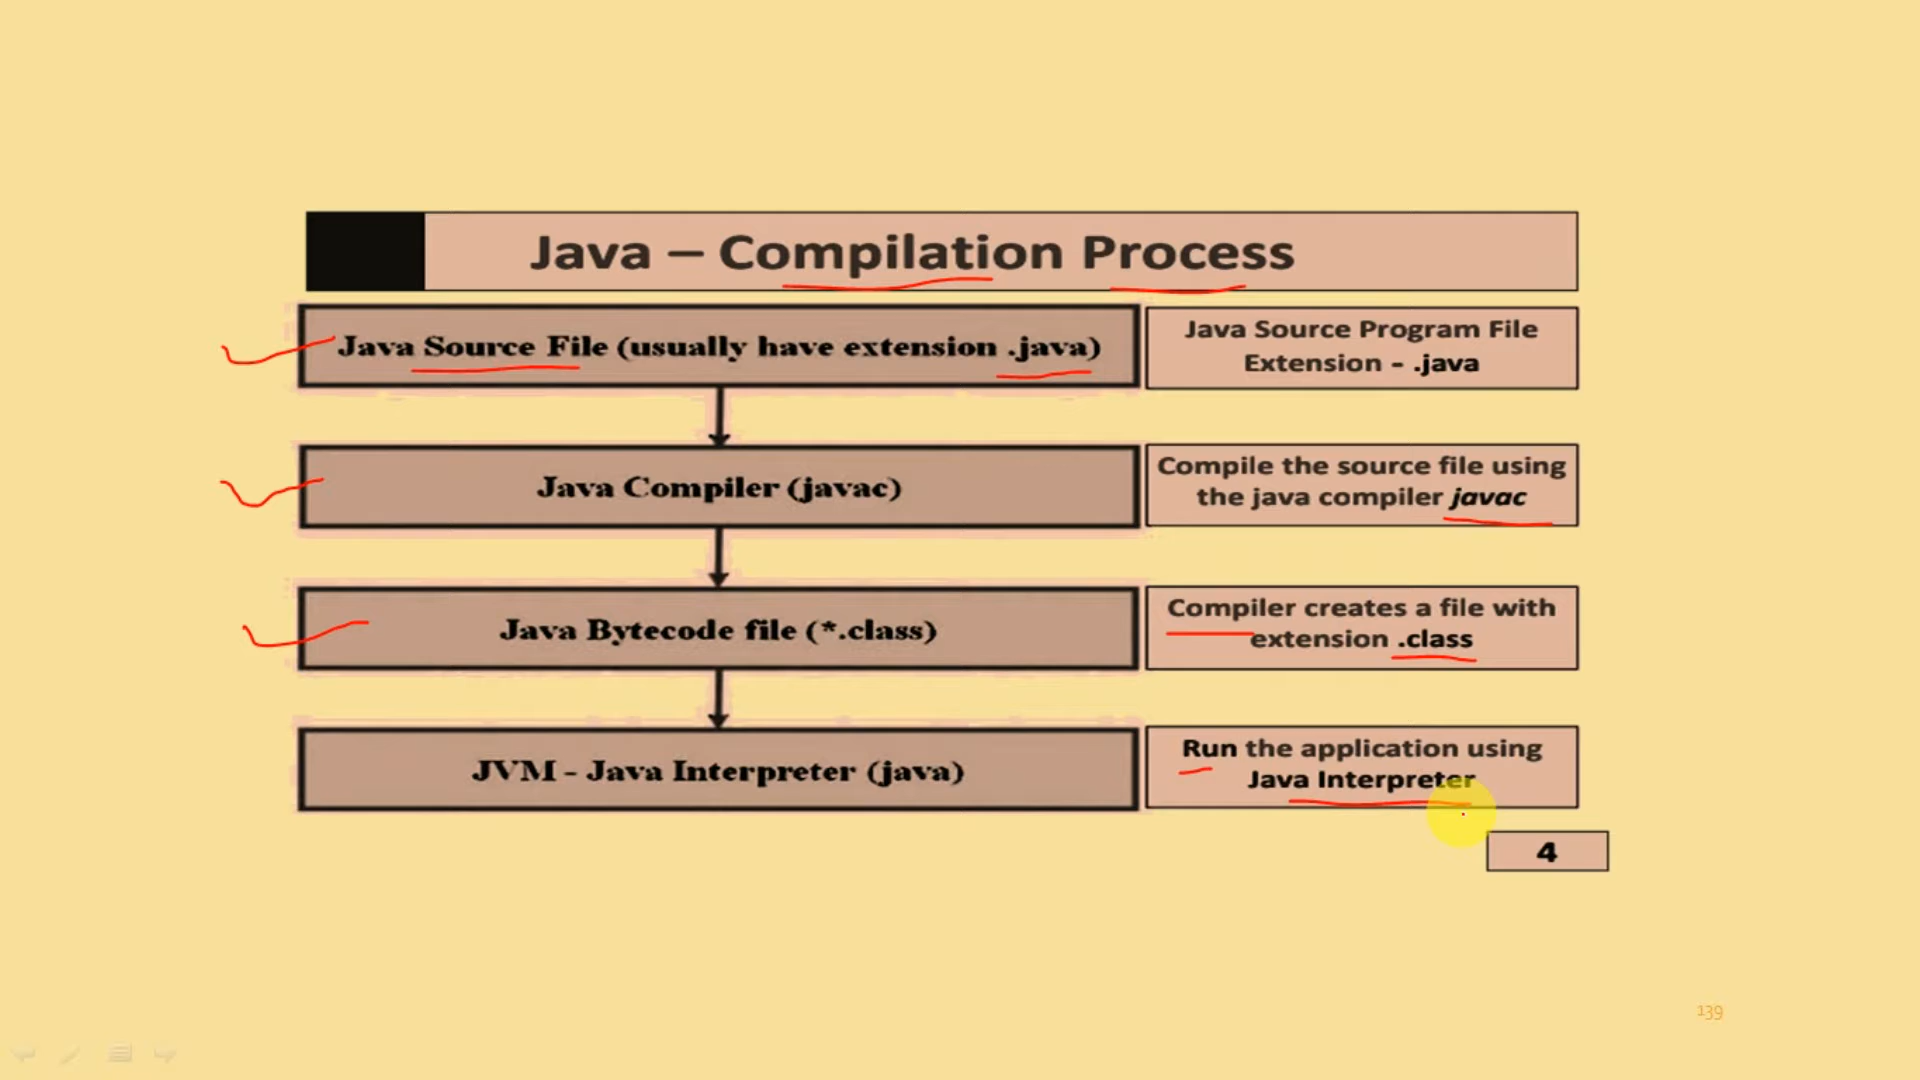 Java – Compilation Process
Java Source File (usually have extension .java)
Java Source Program File
Extension - .java
Java Compiler (javac)
Compile the source file using
the java compiler javac
Java Bytecode file (*.class)
Compiler creates a file with
extension .class
JVM - Java Interpreter (java)
Run the application using
Java Interpreter
4
139